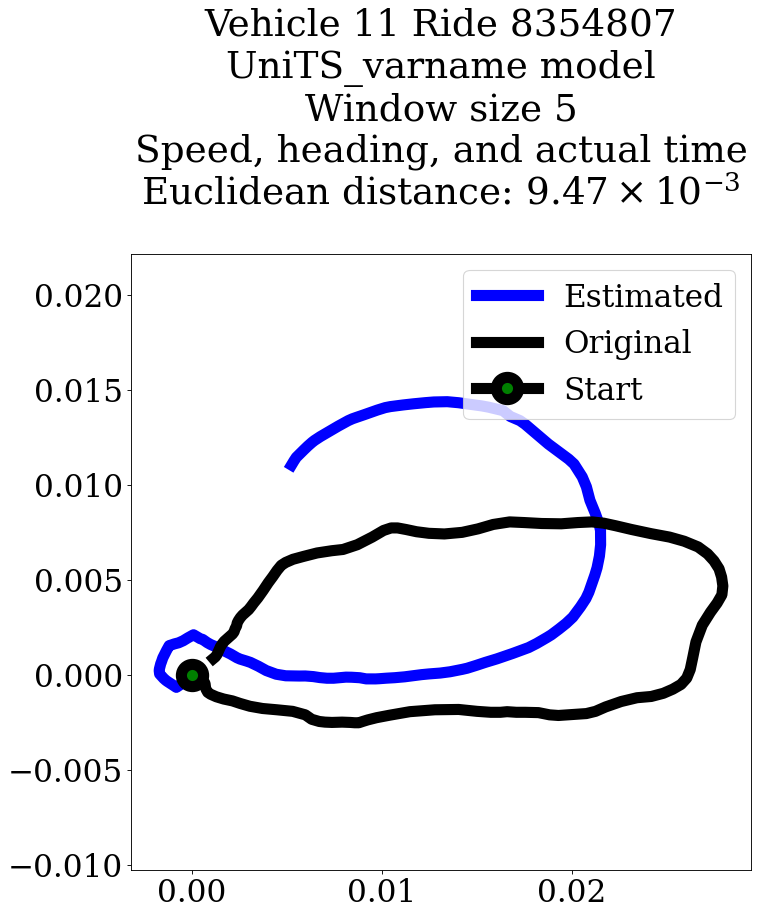 Vehicle 11 Ride 8354807
UniTS_varname model
Window size 5
Speed, heading, and actual time
Euclidean distance: 9.47 × 10⁻³
Estimated
Original
Start
0.020
0.015
0.010
0.005
0.000
−0.005
−0.010
0.00 0.01 0.02